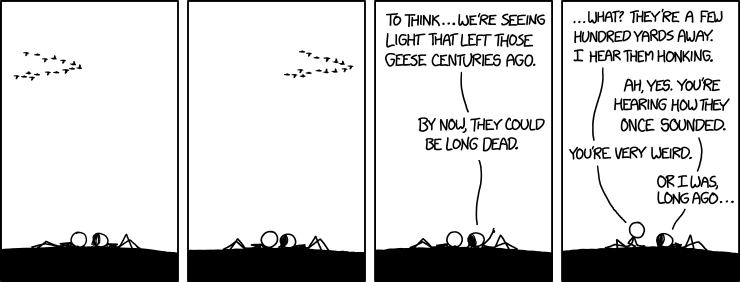 TO THINK...WE'RE SEEING
LIGHT THAT LEFT THOSE
GEESE CENTURIES AGO.
BY NOW, THEY COULD
BE LONG DEAD.
...WHAT? THEY'RE A FEW
HUNDRED YARDS AWAY.
I HEAR THEM HONKING.
AH, YES. YOU'RE
HEARING HOW THEY
ONCE SOUNDED.
YOU'RE VERY WEIRD.
OR I WAS,
LONG AGO...